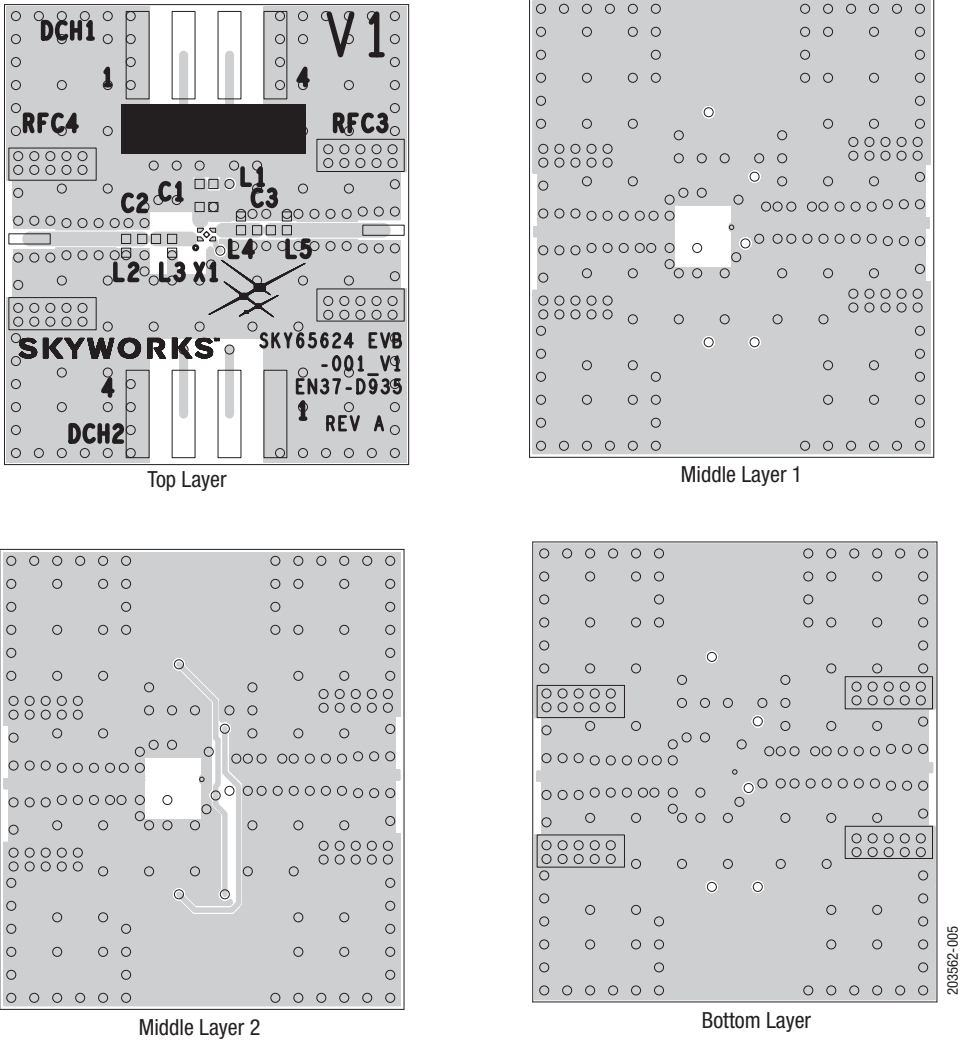 DCH1
V1
1
4
RFC4
RFC3
L1
C1
C3
C2
L4
L5
L2
L3
X1
SKYWORKS
SKY65624 EVB
-001_V1
EN37-D935
4
1
REV A
DCH2
Top Layer
Middle Layer 1
Middle Layer 2
Bottom Layer
203562-005